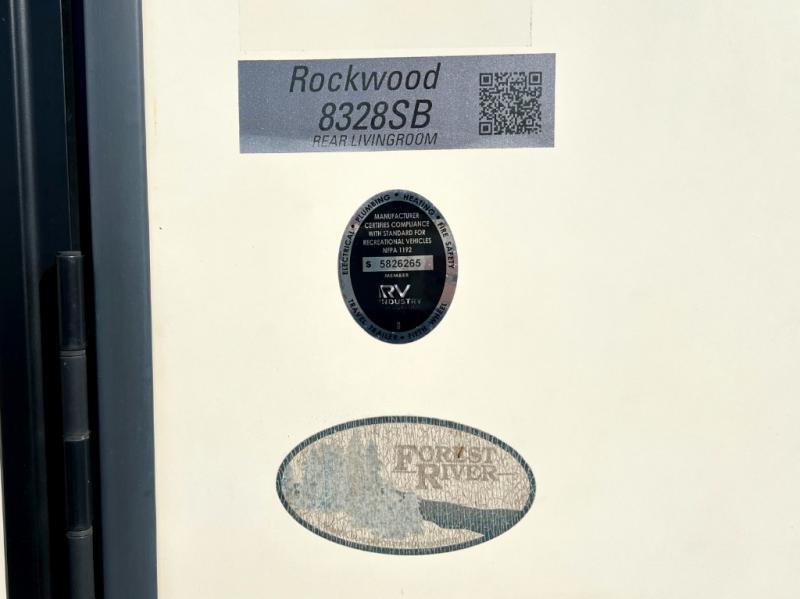 Rockwood
8328SB
REAR LIVINGROOM
ELECTRICAL • PLUMBING • HEATING • FIRE SAFETY
MANUFACTURER
CERTIFIES COMPLIANCE
WITH STANDARD FOR
RECREATIONAL VEHICLES
NFPA 1192
S 5826265
MEMBER
RV
INDUSTRY
TRAVEL TRAILER • FIFTH WHEEL
FOREST
RIVER